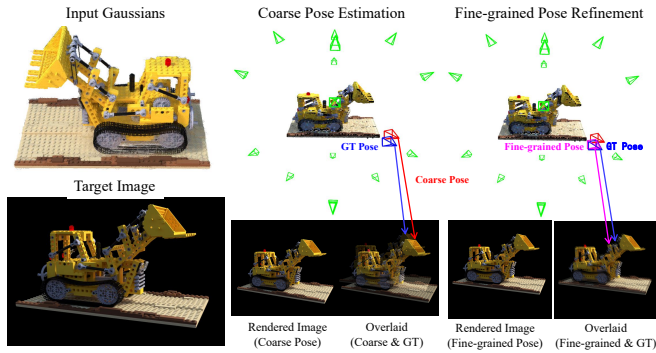 Input Gaussians
Coarse Pose Estimation
Fine-grained Pose Refinement
GT Pose
Coarse Pose
Fine-grained Pose
GT Pose
Target Image
Rendered Image
(Coarse Pose)
Overlaid
(Coarse & GT)
Rendered Image
(Fine-grained Pose)
Overlaid
(Fine-grained & GT)